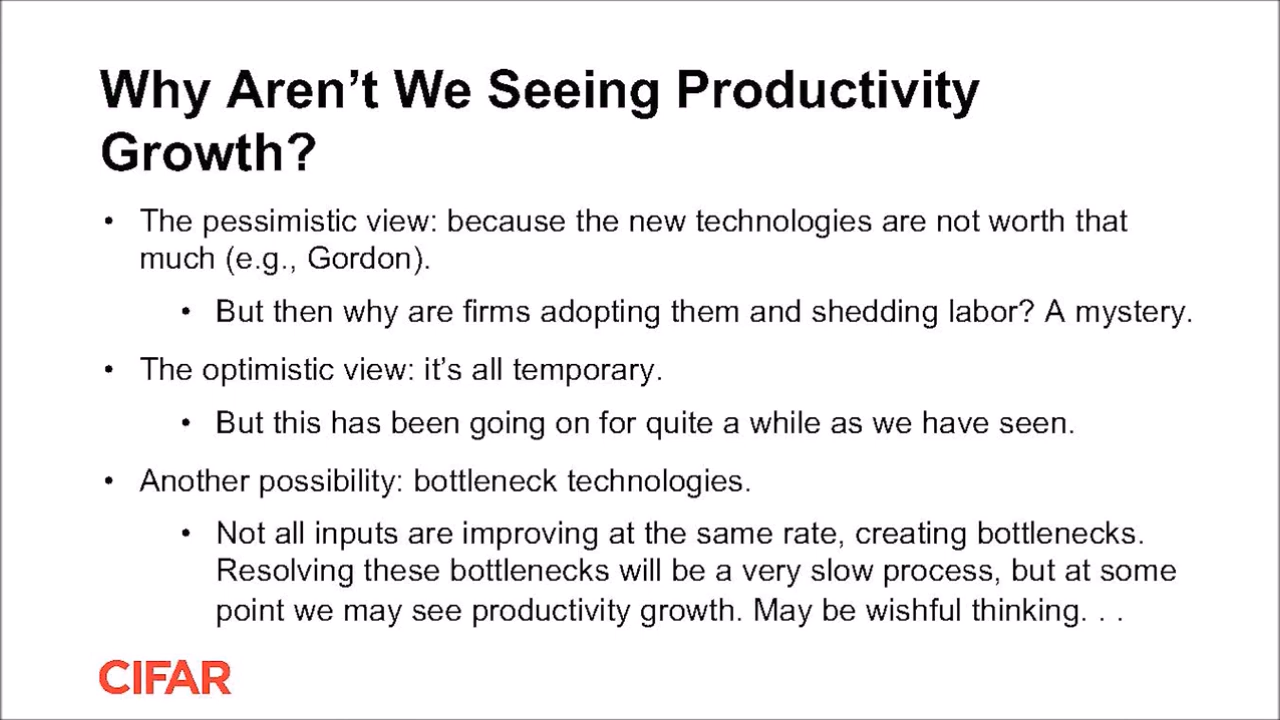 Why Aren’t We Seeing Productivity
Growth?
• The pessimistic view: because the new technologies are not worth that
much (e.g., Gordon).
• But then why are firms adopting them and shedding labor? A mystery.
• The optimistic view: it’s all temporary.
• But this has been going on for quite a while as we have seen.
• Another possibility: bottleneck technologies.
• Not all inputs are improving at the same rate, creating bottlenecks.
Resolving these bottlenecks will be a very slow process, but at some
point we may see productivity growth. May be wishful thinking. . .
CIFAR